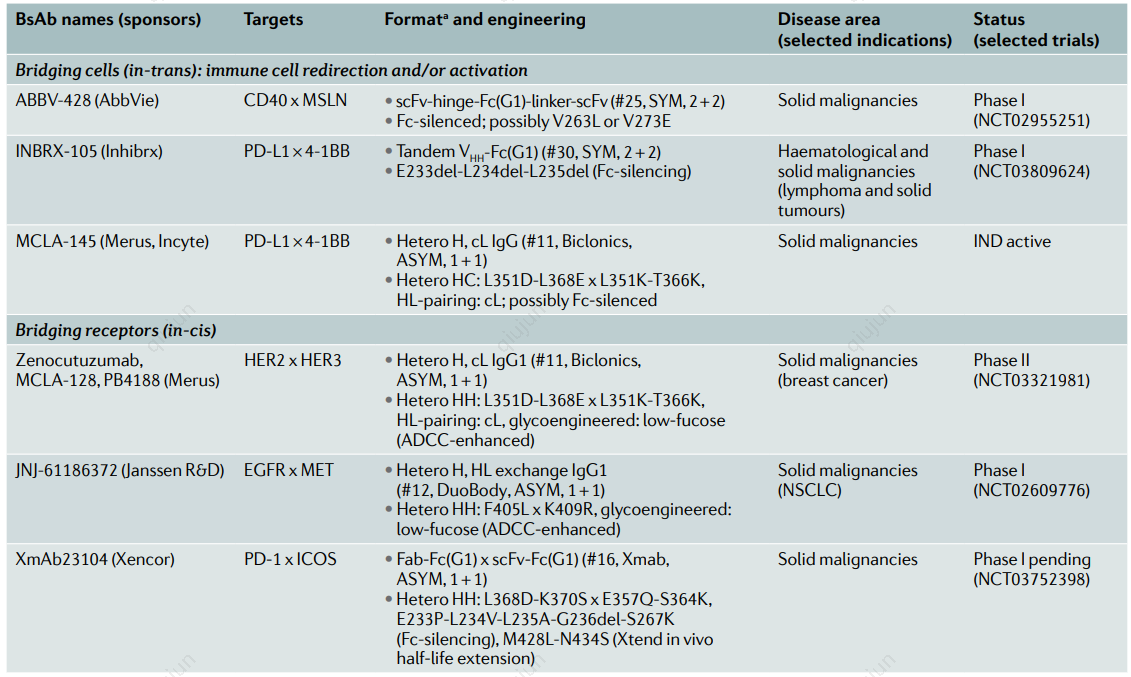 BsAb names (sponsors) Targets Formatᵃ and engineering Disease area Status
(selected indications) (selected trials)
Bridging cells (in-trans): immune cell redirection and/or activation
ABBV-428 (AbbVie) CD40 x MSLN • scFv-hinge-Fc(G1)-linker-scFv (#25, SYM, 2 + 2) Solid malignancies Phase I
• Fc-silenced; possibly V263L or V273E (NCT02955251)
INBRX-105 (Inhibrx) PD-L1 × 4-1BB • Tandem VHH-Fc(G1) (#30, SYM, 2 + 2) Haematological and Phase I
• E233del-L234del-L235del (Fc-silencing) solid malignancies (NCT03809624)
(lymphoma and solid
tumours)
MCLA-145 (Merus, Incyte) PD-L1 × 4-1BB • Hetero H, cL IgG (#11, Biclonics, Solid malignancies IND active
ASYM, 1 + 1)
• Hetero HC: L351D-L368E x L351K-T366K,
HL-pairing: cL; possibly Fc-silenced
Bridging receptors (in-cis)
Zenocutuzumab, HER2 x HER3 • Hetero H, cL IgG1 (#11, Biclonics, Solid malignancies Phase II
MCLA-128, PB4188 (Merus) ASYM, 1 + 1) (breast cancer) (NCT03321981)
• Hetero HH: L351D-L368E x L351K-T366K,
HL-pairing: cL, glycoengineered: low-fucose
(ADCC-enhanced)
JNJ-61186372 (Janssen R&D) EGFR x MET • Hetero H, HL exchange IgG1 Solid malignancies Phase I
(#12, DuoBody, ASYM, 1 + 1) (NSCLC) (NCT02609776)
• Hetero HH: F405L x K409R, glycoengineered:
low-fucose (ADCC-enhanced)
XmAb23104 (Xencor) PD-1 x ICOS • Fab-Fc(G1) x scFv-Fc(G1) (#16, Xmab, Solid malignancies Phase I pending
ASYM, 1 + 1) (NCT03752398)
• Hetero HH: L368D-K370S x E357Q-S364K,
E233P-L234V-L235A-G236del-S267K
(Fc-silencing), M428L-N434S (Xtend in vivo
half-life extension)
qiujun
qiujun